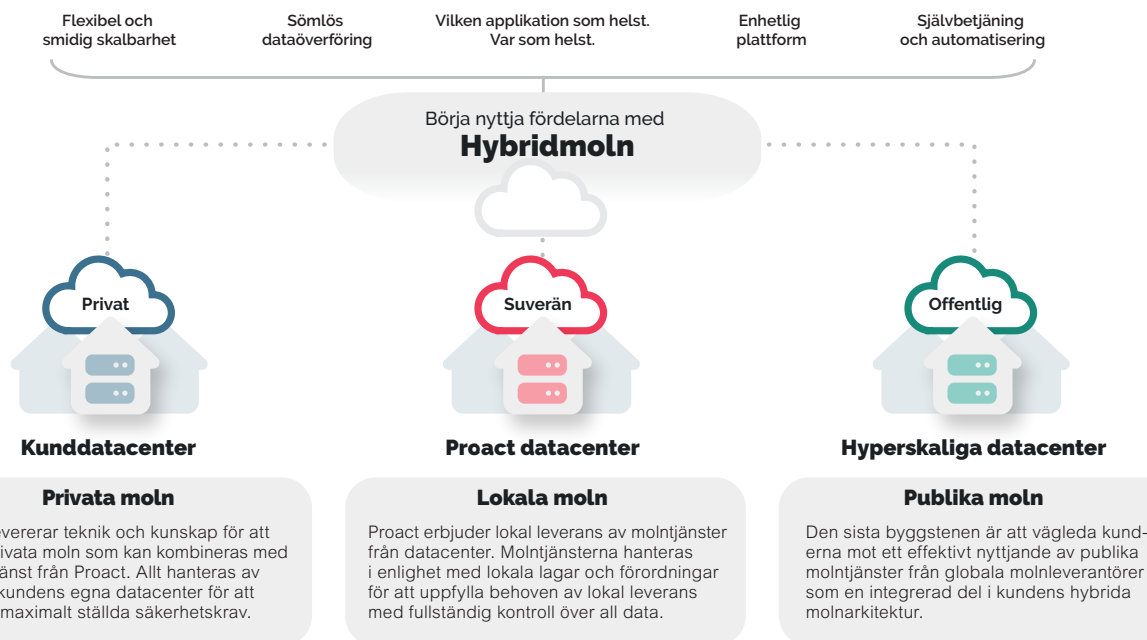 Flexibel och
smidig skalbarhet
Sömlös
dataöverföring
Vilken applikation som helst.
Var som helst.
Enhetlig
plattform
Självbetjäning
och automatisering
Börja nyttja fördelarna med
Hybridmoln
Privat
Suverän
Offentlig
Kunddatacenter
Proact datacenter
Hyperskaliga datacenter
Privata moln
evererar teknik och kunskap för att
ivata moln som kan kombineras med
änst från Proact. Allt hanteras av
kundens egna datacenter för att
maximalt ställda säkerhetskrav.
Lokala moln
Proact erbjuder lokal leverans av molntjänster
från datacenter. Molntjänsterna hanteras
i enlighet med lokala lagar och förordningar
för att uppfylla behoven av lokal leverans
med fullständig kontroll över all data.
Publika moln
Den sista byggstenen är att vägleda kund-
erna mot ett effektivt nyttjande av publika
molntjänster från globala molnleverantörer
som en integrerad del i kundens hybrida
molnarkitektur.